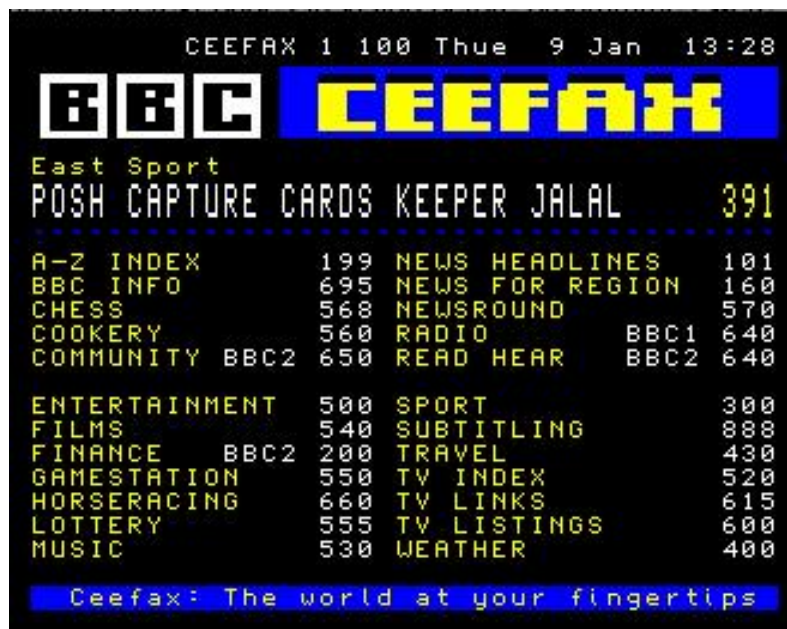 CEEFAX 1 100 Thue 9 Jan 13:28
BBC CEEFAX
East Sport
POSH CAPTURE CARDS KEEPER JALAL 391
A-Z INDEX 199 NEWS HEADLINES 101
BBC INFO 695 NEWS FOR REGION 160
CHESS 568 NEWSROUND 570
COOKERY 560 RADIO BBC1 640
COMMUNITY BBC2 650 READ HEAR BBC2 640
ENTERTAINMENT 500 SPORT 300
FILMS 540 SUBTITLING 888
FINANCE BBC2 200 TRAVEL 430
GAMESTATION 550 TV INDEX 520
HORSERACING 660 TV LINKS 615
LOTTERY 555 TV LISTINGS 600
MUSIC 530 WEATHER 400
Ceefax: The world at your fingertips